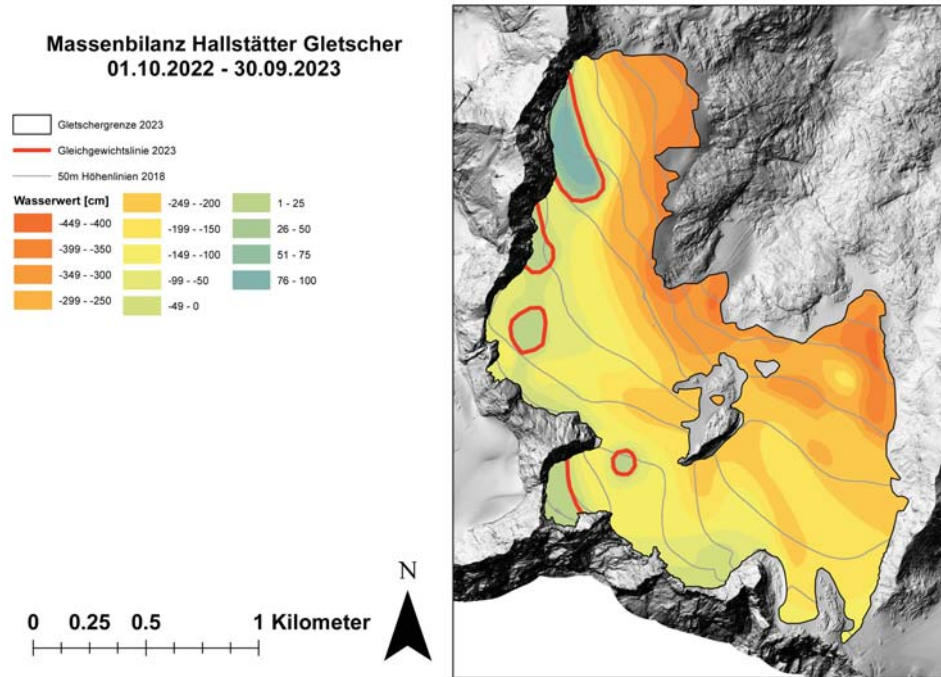 Massenbilanz Hallstätter Gletscher
01.10.2022 - 30.09.2023
Gletschergrenze 2023
Gleichgewichtslinie 2023
50m Höhenlinien 2018
Wasserwert [cm]
-449 - -400
-399 - -350
-349 - -300
-299 - -250
-249 - -200
-199 - -150
-149 - -100
-99 - -50
-49 - 0
1 - 25
26 - 50
51 - 75
76 - 100
N
0 0.25 0.5 1 Kilometer